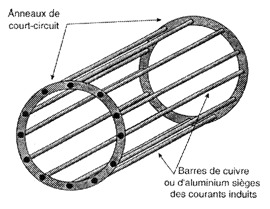 Anneaux de
court-circuit
Barres de cuivre
ou d'aluminium sièges
des courants induits